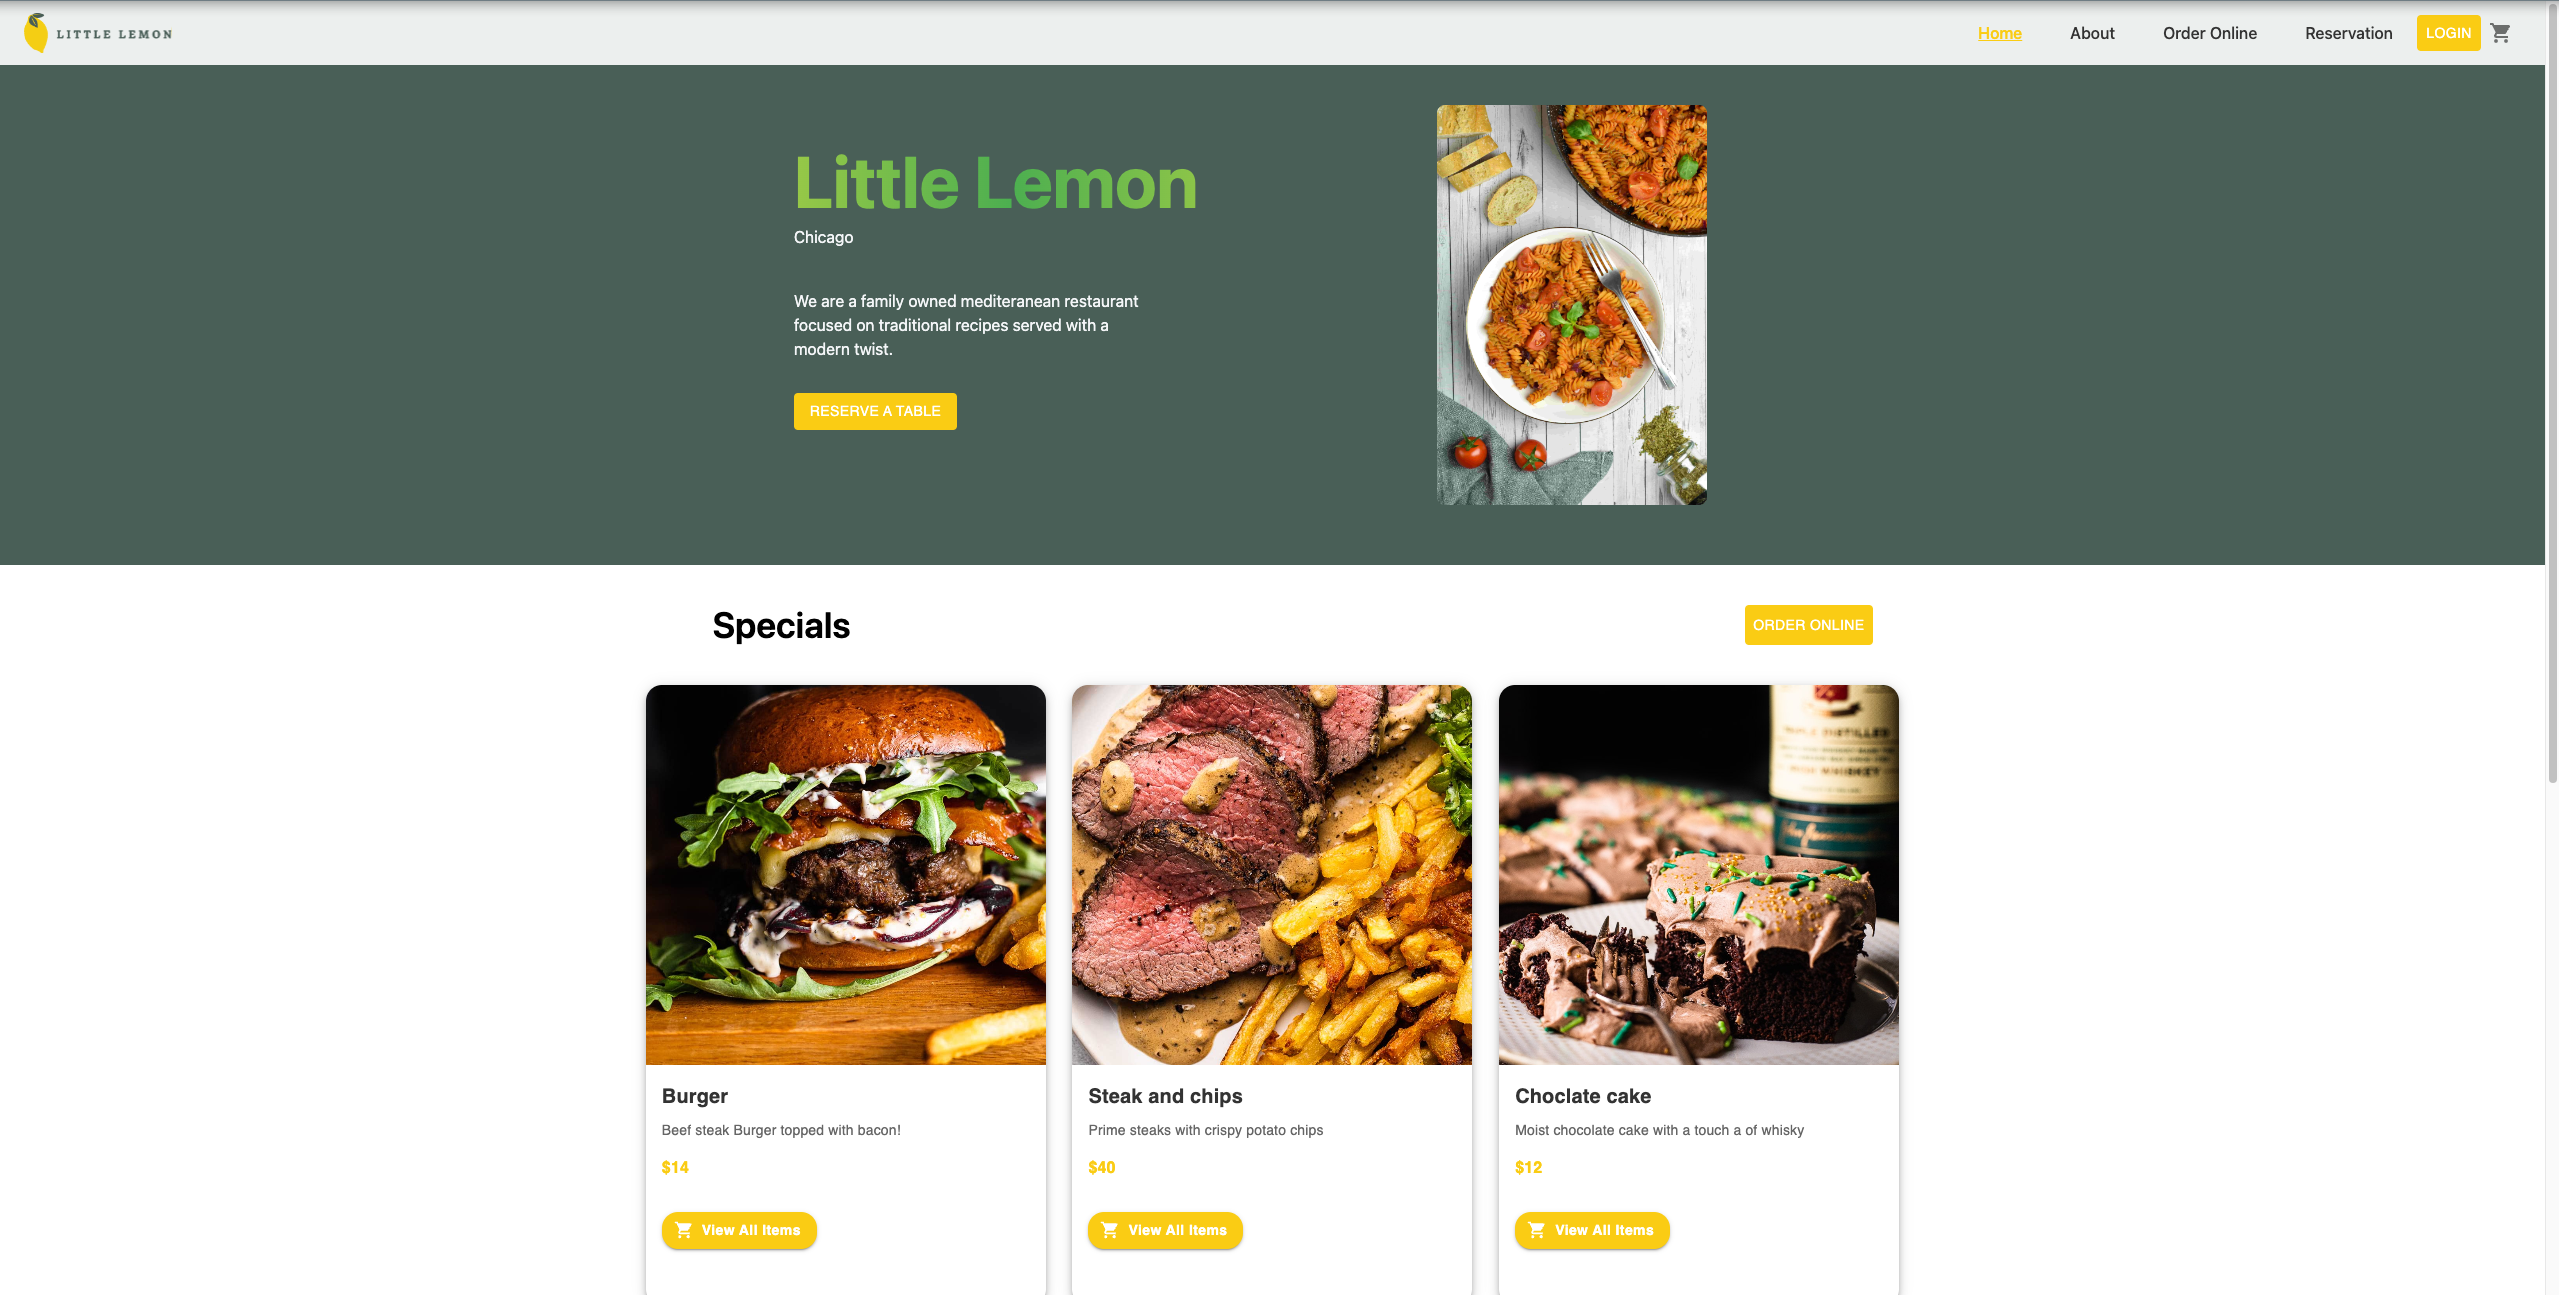 LITTLE LEMON
Home
About
Order Online
Reservation
LOGIN
Little Lemon
Chicago
We are a family owned mediteranean restaurant
focused on traditional recipes served with a
modern twist.
RESERVE A TABLE
Specials
ORDER ONLINE
Burger
Beef steak Burger topped with bacon!
$14
View All Items
Steak and chips
Prime steaks with crispy potato chips
$40
View All Items
Choclate cake
Moist chocolate cake with a touch a of whisky
$12
View All Items